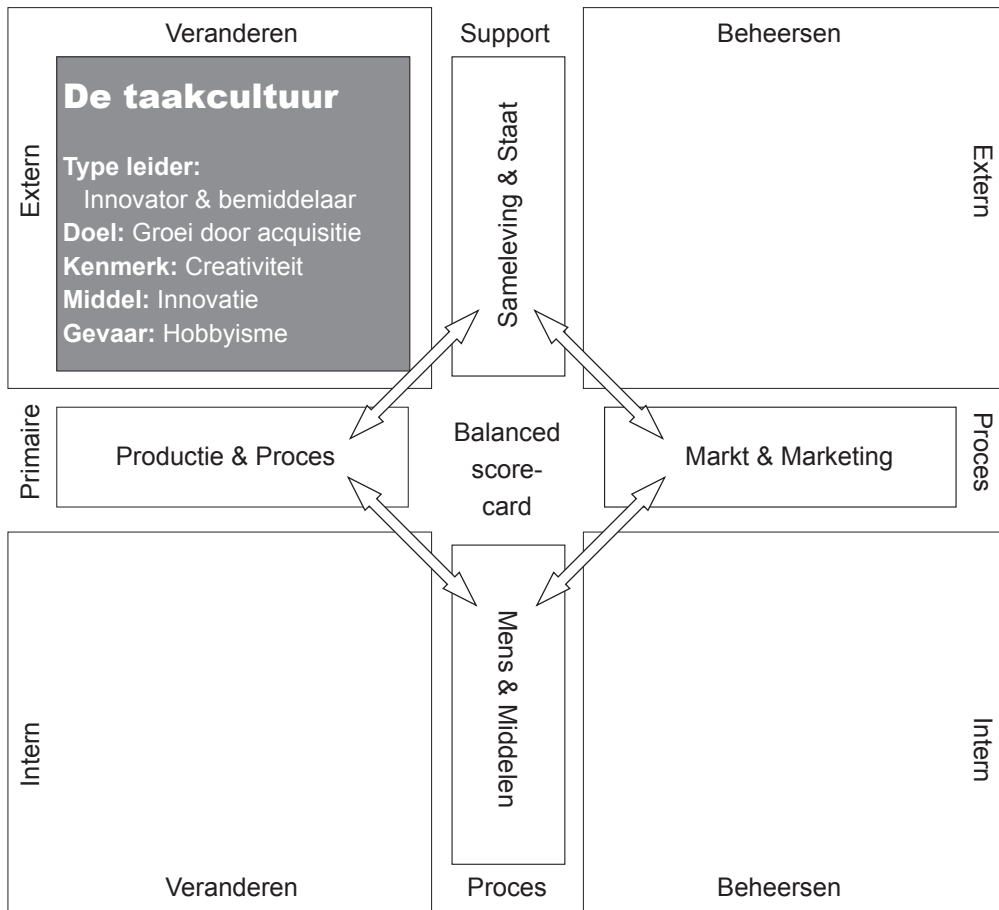 Veranderen
Support
Beheersen
Extern
De taakcultuur
Type leider:
Innovator & bemiddelaar
Doel: Groei door acquisitie
Kenmerk: Creativiteit
Middel: Innovatie
Gevaar: Hobbyisme
Sameleving & Staat
Extern
Primaire
Productie & Proces
Balanced
score-
card
Markt & Marketing
Proces
Intern
Mens & Middelen
Intern
Veranderen
Proces
Beheersen